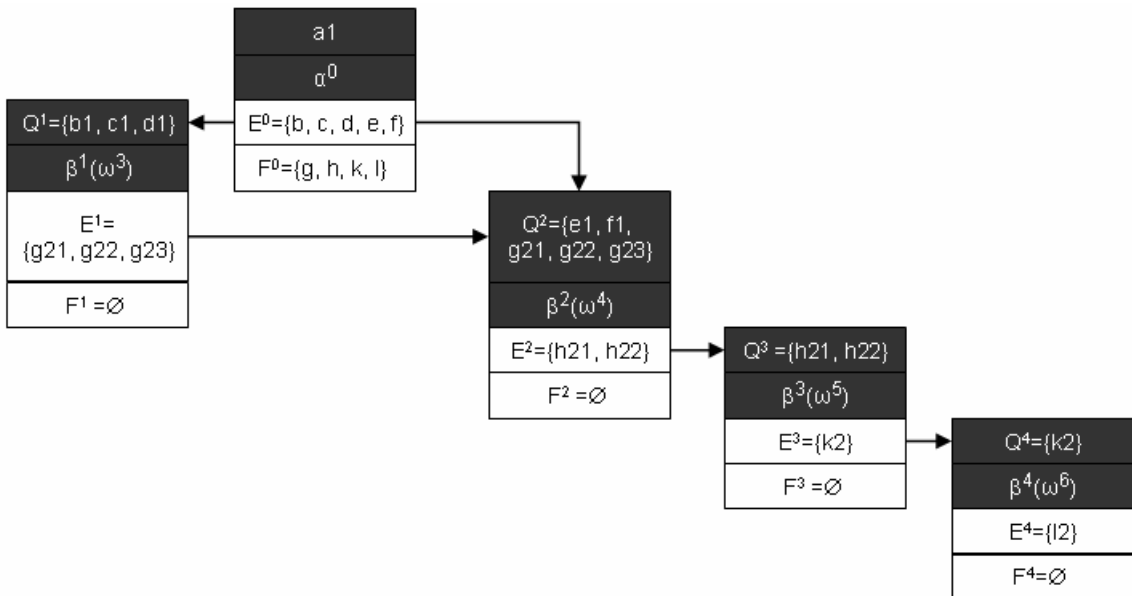 a1
α⁰
E⁰={b, c, d, e, f}
F⁰={g, h, k, l}
Q¹={b1, c1, d1}
β¹(ω³)
E¹=
{g21, g22, g23}
F¹ =∅
Q²={e1, f1,
g21, g22, g23}
β²(ω⁴)
E²={h21, h22}
F² =∅
Q³ ={h21, h22}
β³(ω⁵)
E³={k2}
F³ =∅
Q⁴={k2}
β⁴(ω⁶)
E⁴={l2}
F⁴=∅